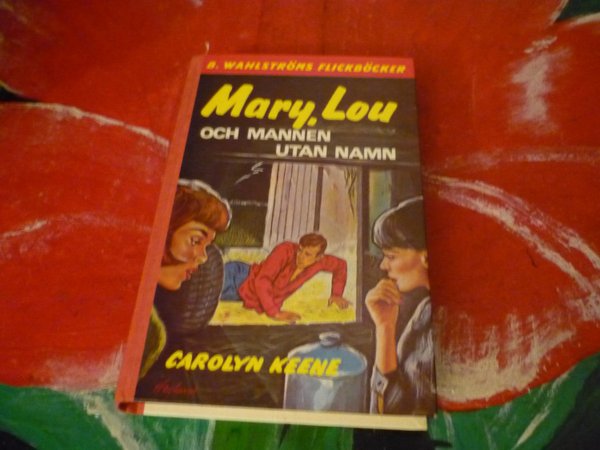 B. WAHLSTRÖMS FLICKBÖCKER
Mary, Lou
OCH MANNEN
UTAN NAMN
CAROLYN KEENE